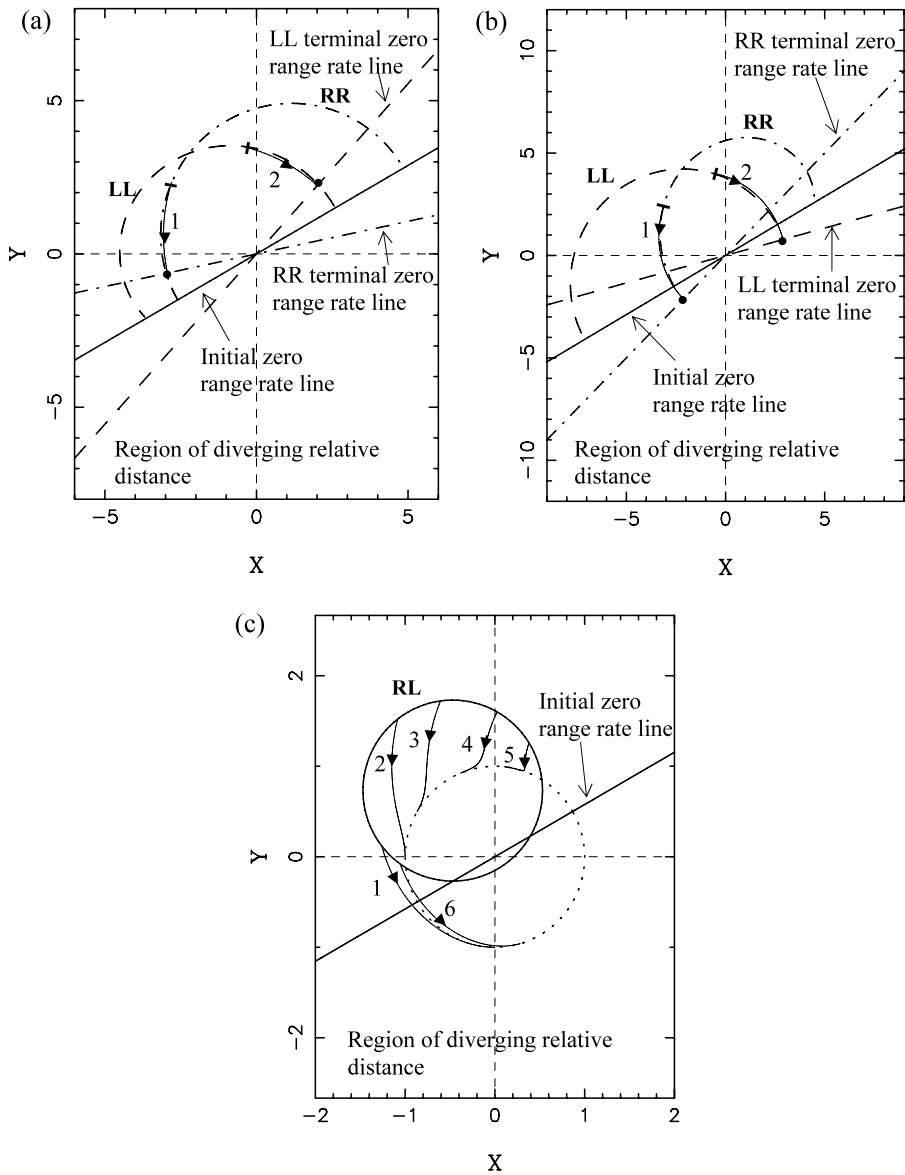 (a)
LL terminal zero
range rate line
RR
LL
2
1
RR terminal zero
range rate line
Initial zero
range rate line
Region of diverging relative
distance
5
0
−5
Y
−5
0
5
X
(b)
RR terminal zero
range rate line
RR
LL
2
1
LL terminal zero
range rate line
Initial zero
range rate line
Region of diverging relative
distance
10
5
0
−5
−10
Y
−5
0
5
X
(c)
RL
Initial zero
range rate line
2
3
4
5
1
6
Region of diverging relative
distance
2
0
−2
Y
−2
−1
0
1
2
X